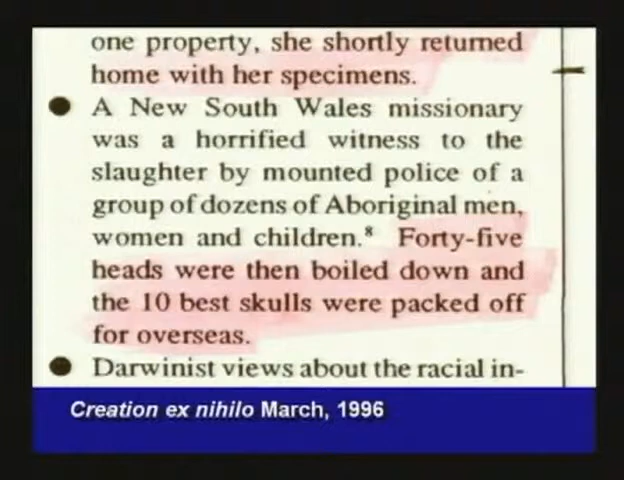 one property, she shortly returned
home with her specimens.
● A New South Wales missionary
was a horrified witness to the
slaughter by mounted police of a
group of dozens of Aboriginal men,
women and children.⁸ Forty-five
heads were then boiled down and
the 10 best skulls were packed off
for overseas.
● Darwinist views about the racial in-
Creation ex nihilo March, 1996